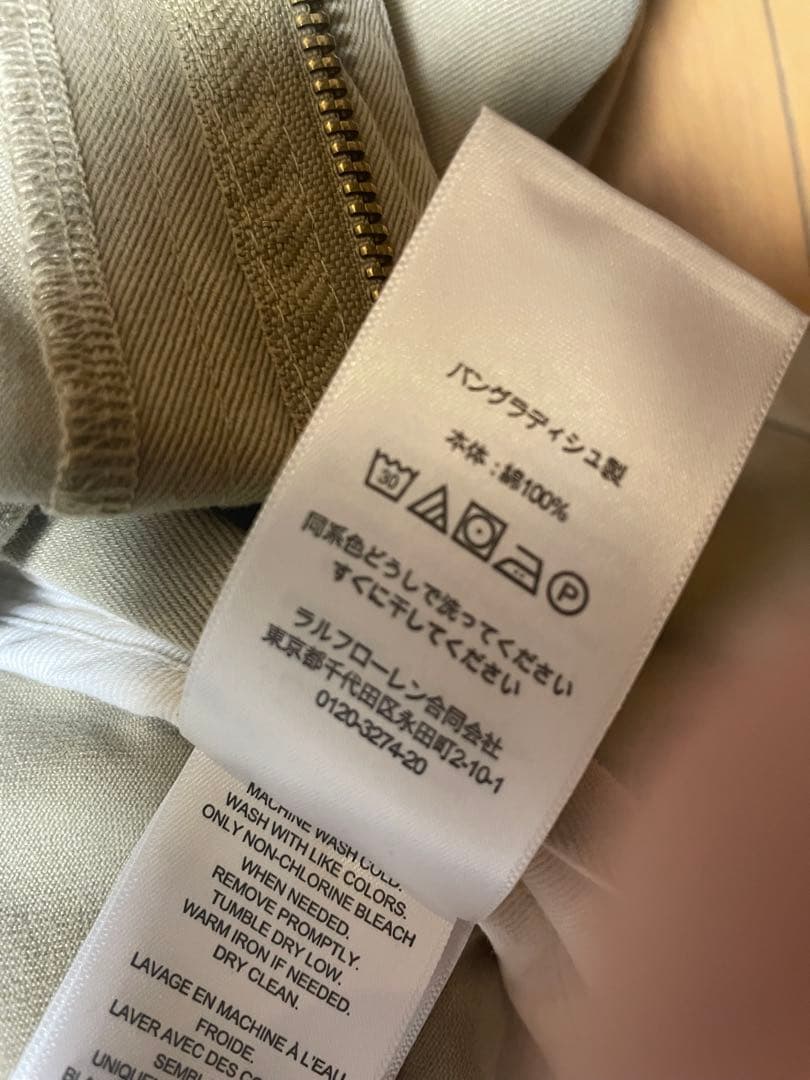 バングラディシュ製
本体：綿100%
30
P
同系色どうしで洗ってください
すぐに干してください
ラルフローレン合同会社
東京都千代田区永田町2-10-1
0120-3274-20
MACHINE WASH COLD.
WASH WITH LIKE COLORS.
ONLY NON-CHLORINE BLEACH
WHEN NEEDED.
REMOVE PROMPTLY.
TUMBLE DRY LOW.
WARM IRON IF NEEDED.
DRY CLEAN.
LAVAGE EN MACHINE À L'EAU
FROIDE.
LAVER AVEC DES CO
SEMBL
UNIQUE